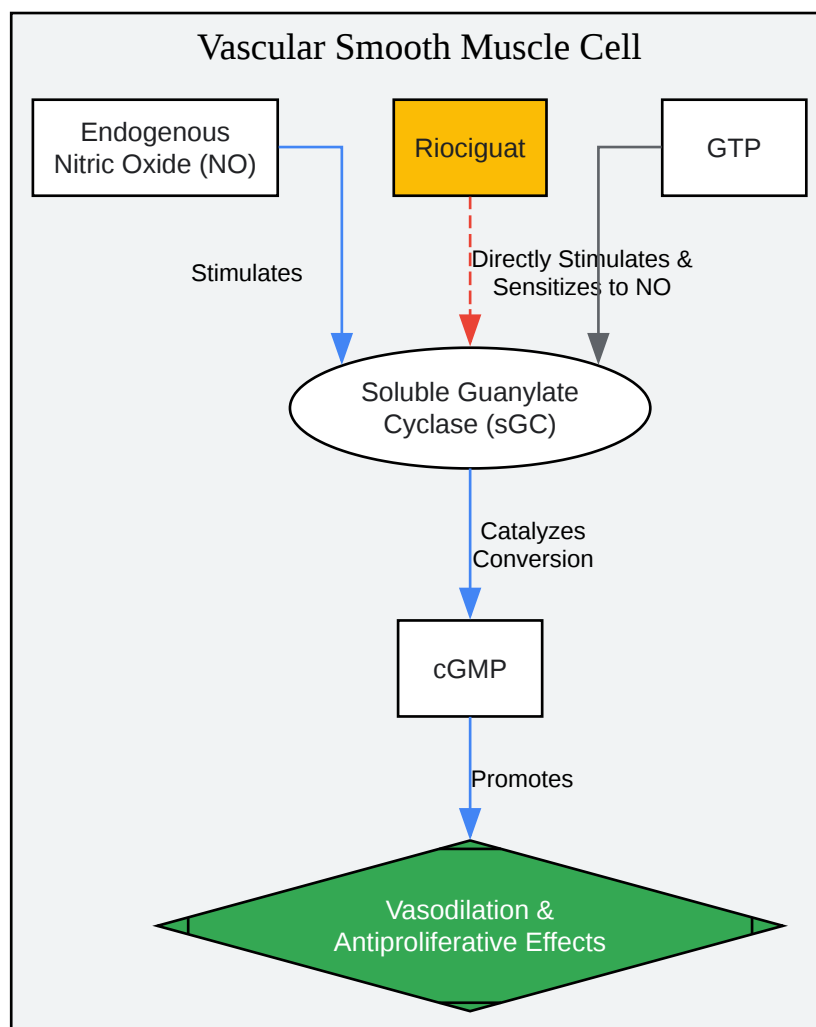 Vascular Smooth Muscle Cell
Endogenous
Nitric Oxide (NO)
Riociguat
GTP
Stimulates
Directly Stimulates &
Sensitizes to NO
Soluble Guanylate
Cyclase (sGC)
Catalyzes
Conversion
cGMP
Promotes
Vasodilation &
Antiproliferative Effects